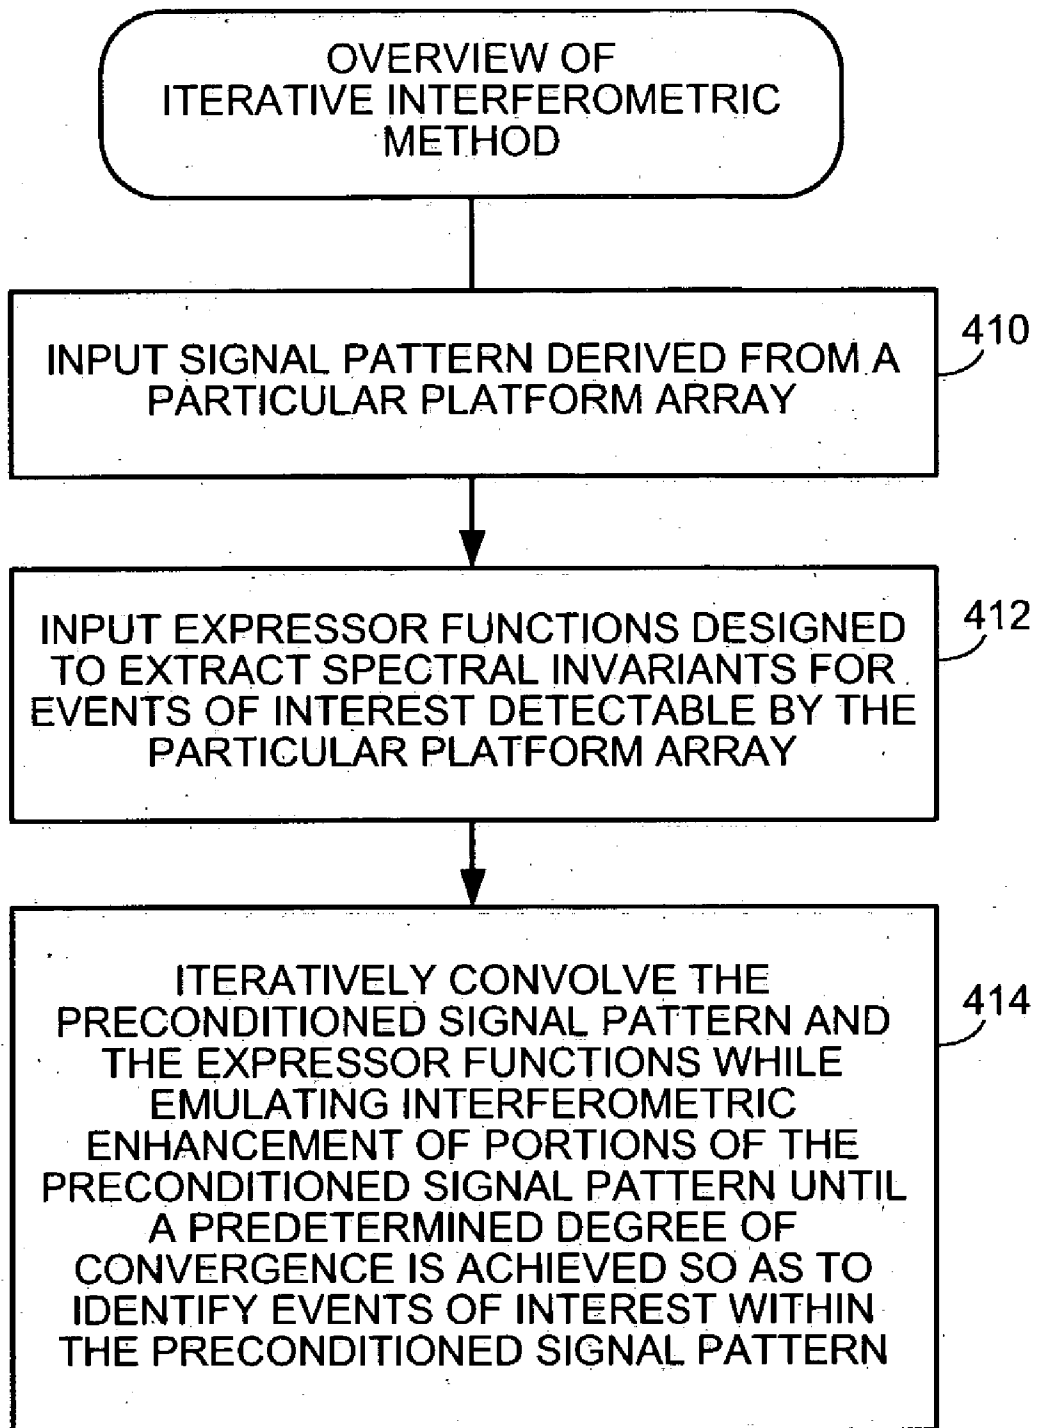 OVERVIEW OF
ITERATIVE INTERFEROMETRIC
METHOD
410
INPUT SIGNAL PATTERN DERIVED FROM A
PARTICULAR PLATFORM ARRAY
412
INPUT EXPRESSOR FUNCTIONS DESIGNED
TO EXTRACT SPECTRAL INVARIANTS FOR
EVENTS OF INTEREST DETECTABLE BY THE
PARTICULAR PLATFORM ARRAY
414
ITERATIVELY CONVOLVE THE
PRECONDITIONED SIGNAL PATTERN AND
THE EXPRESSOR FUNCTIONS WHILE
EMULATING INTERFEROMETRIC
ENHANCEMENT OF PORTIONS OF THE
PRECONDITIONED SIGNAL PATTERN UNTIL
A PREDETERMINED DEGREE OF
CONVERGENCE IS ACHIEVED SO AS TO
IDENTIFY EVENTS OF INTEREST WITHIN
THE PRECONDITIONED SIGNAL PATTERN